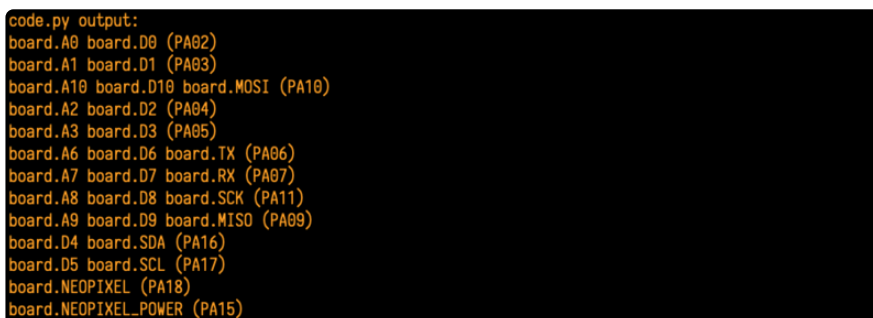 code.py output:
board.A0 board.D0 (PA02)
board.A1 board.D1 (PA03)
board.A10 board.D10 board.MOSI (PA10)
board.A2 board.D2 (PA04)
board.A3 board.D3 (PA05)
board.A6 board.D6 board.TX (PA06)
board.A7 board.D7 board.RX (PA07)
board.A8 board.D8 board.SCK (PA11)
board.A9 board.D9 board.MISO (PA09)
board.D4 board.SDA (PA16)
board.D5 board.SCL (PA17)
board.NEOPIXEL (PA18)
board.NEOPIXEL_POWER (PA15)